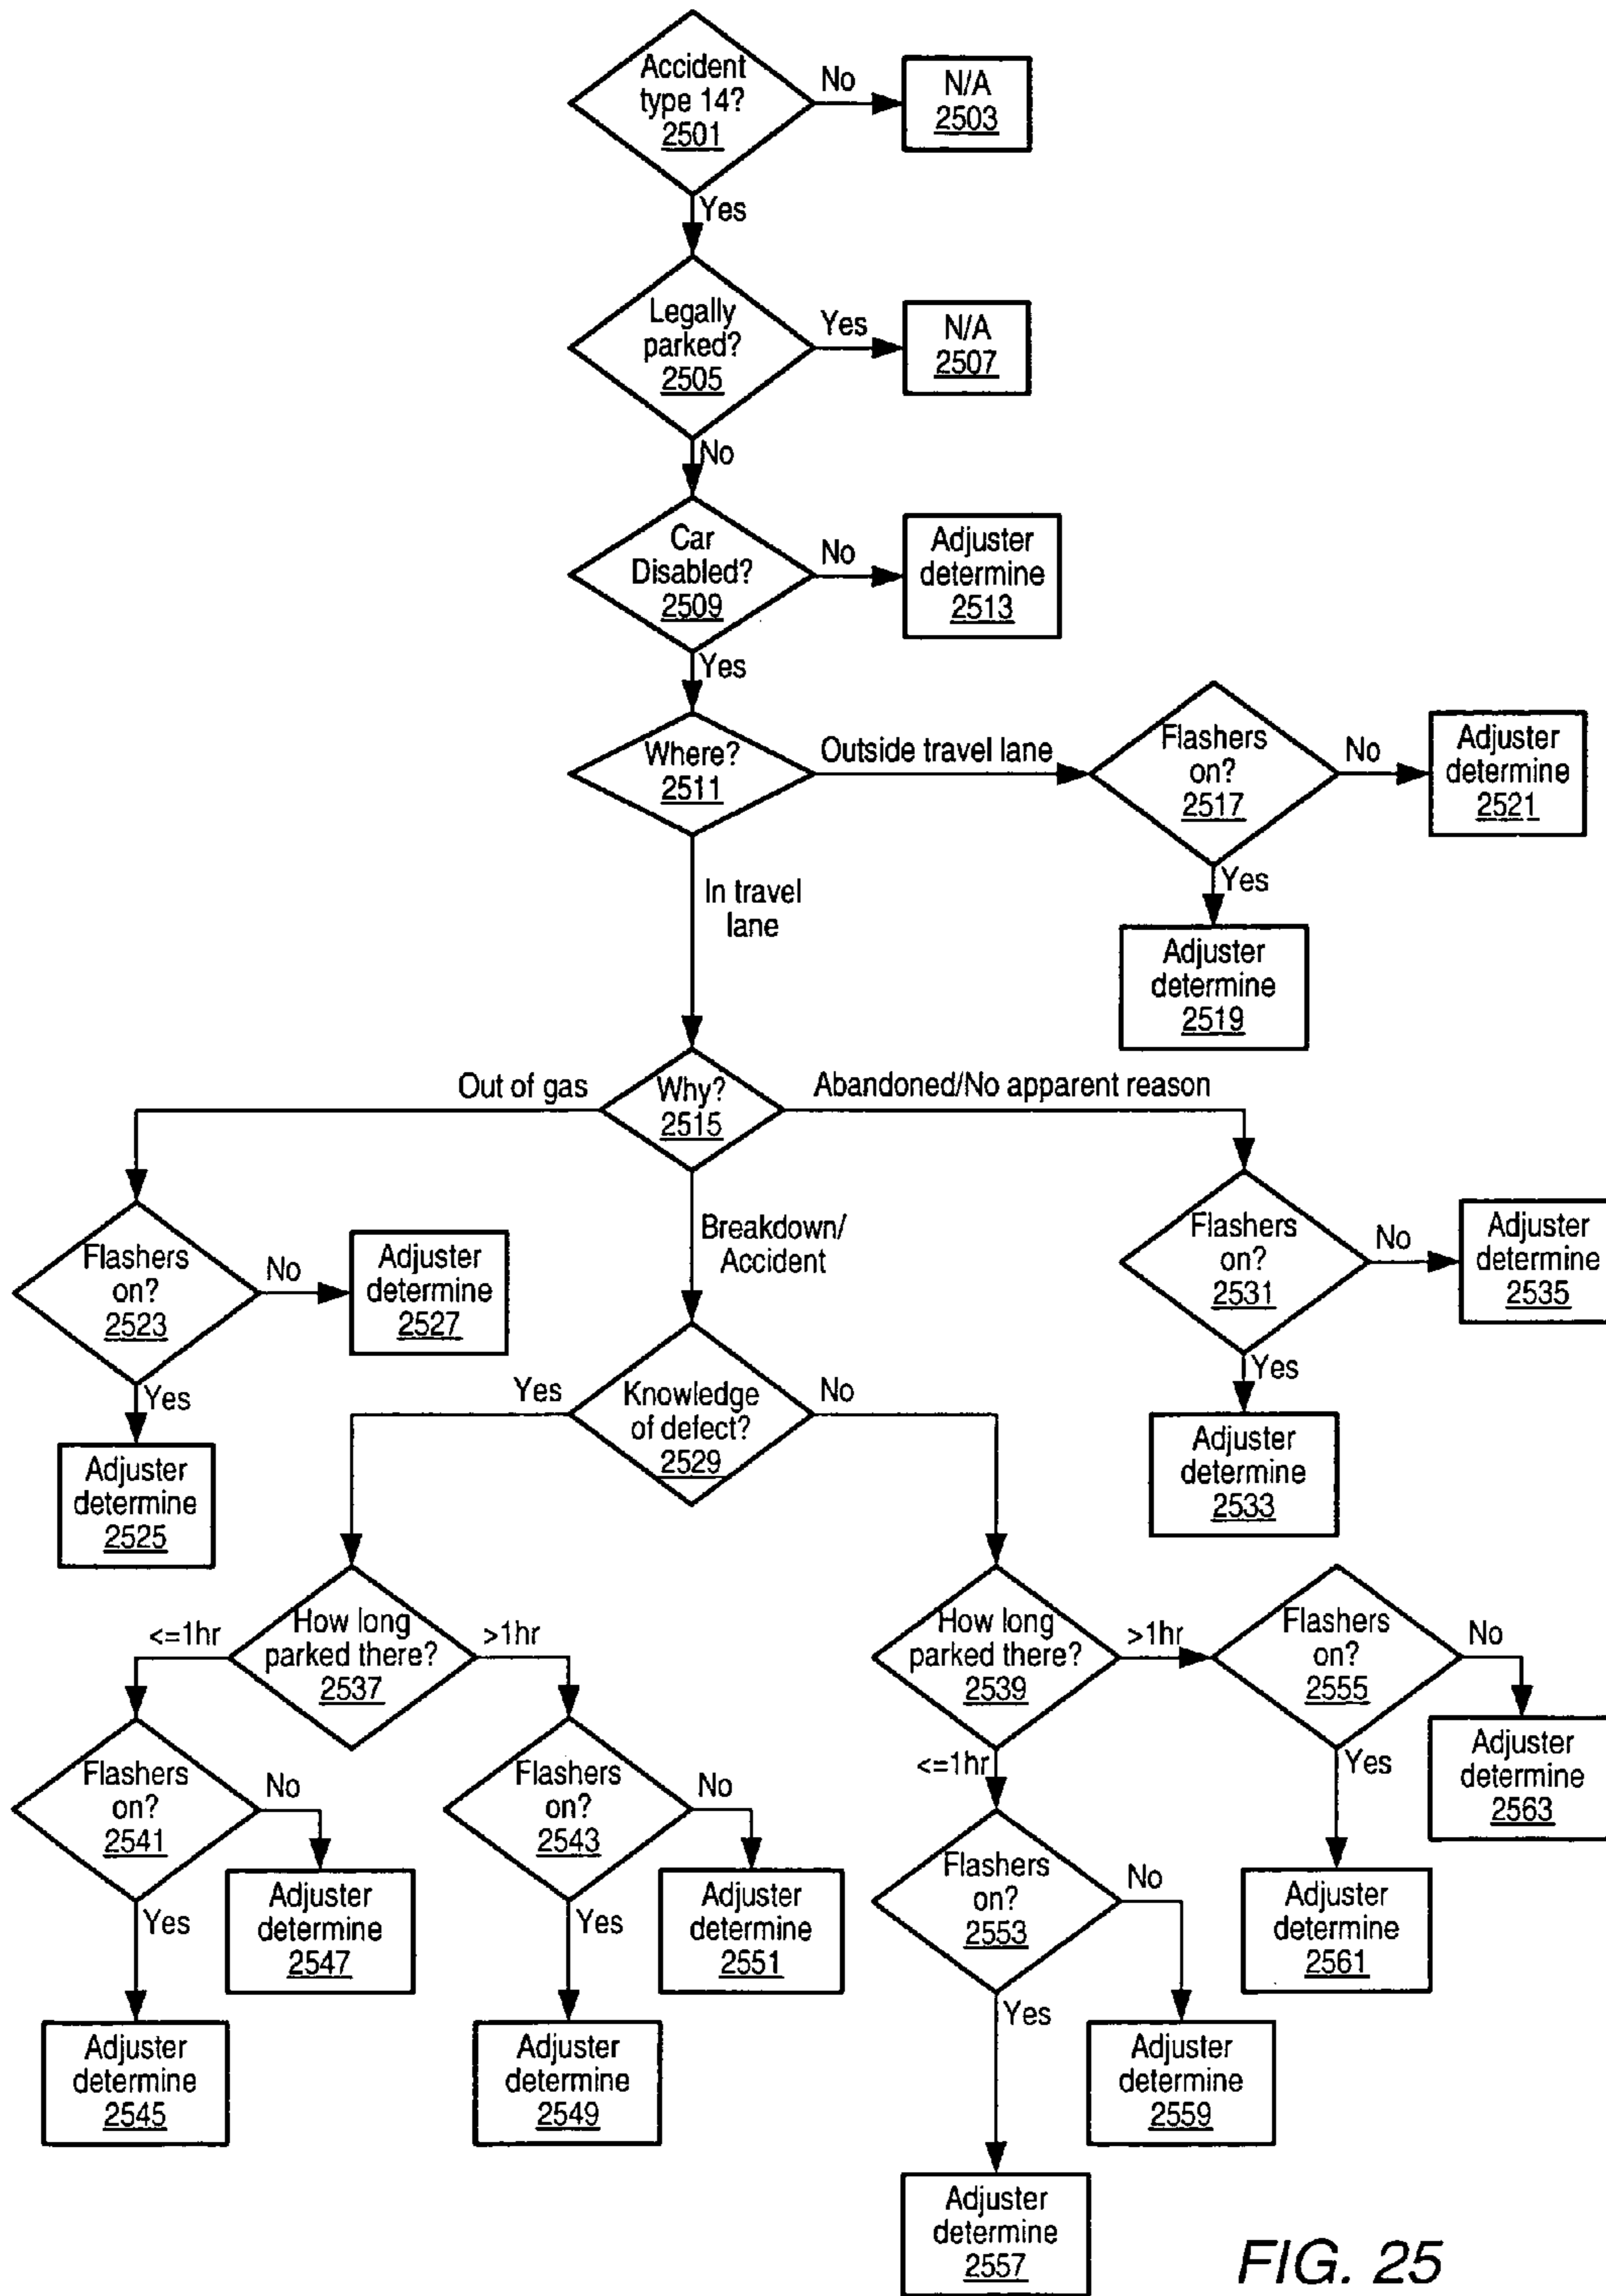 Accident
type 14?
2501
No
N/A
2503
Yes
Legally
parked?
2505
Yes
N/A
2507
No
Car
Disabled?
2509
No
Adjuster
determine
2513
Yes
Where?
2511
Outside travel lane
Flashers
on?
2517
No
Adjuster
determine
2521
Yes
Adjuster
determine
2519
In travel
lane
Why?
2515
Out of gas
Abandoned/No apparent reason
Flashers
on?
2523
No
Adjuster
determine
2527
Yes
Adjuster
determine
2525
Breakdown/
Accident
Flashers
on?
2531
No
Adjuster
determine
2535
Yes
Adjuster
determine
2533
Knowledge
of defect?
2529
Yes
No
How long
parked there?
2537
<=1hr
>1hr
Flashers
on?
2541
No
Adjuster
determine
2547
Yes
Adjuster
determine
2545
Flashers
on?
2543
No
Adjuster
determine
2551
Yes
Adjuster
determine
2549
How long
parked there?
2539
>1hr
Flashers
on?
2555
No
Adjuster
determine
2563
Yes
Adjuster
determine
2561
<=1hr
Flashers
on?
2553
No
Adjuster
determine
2559
Yes
Adjuster
determine
2557
FIG. 25